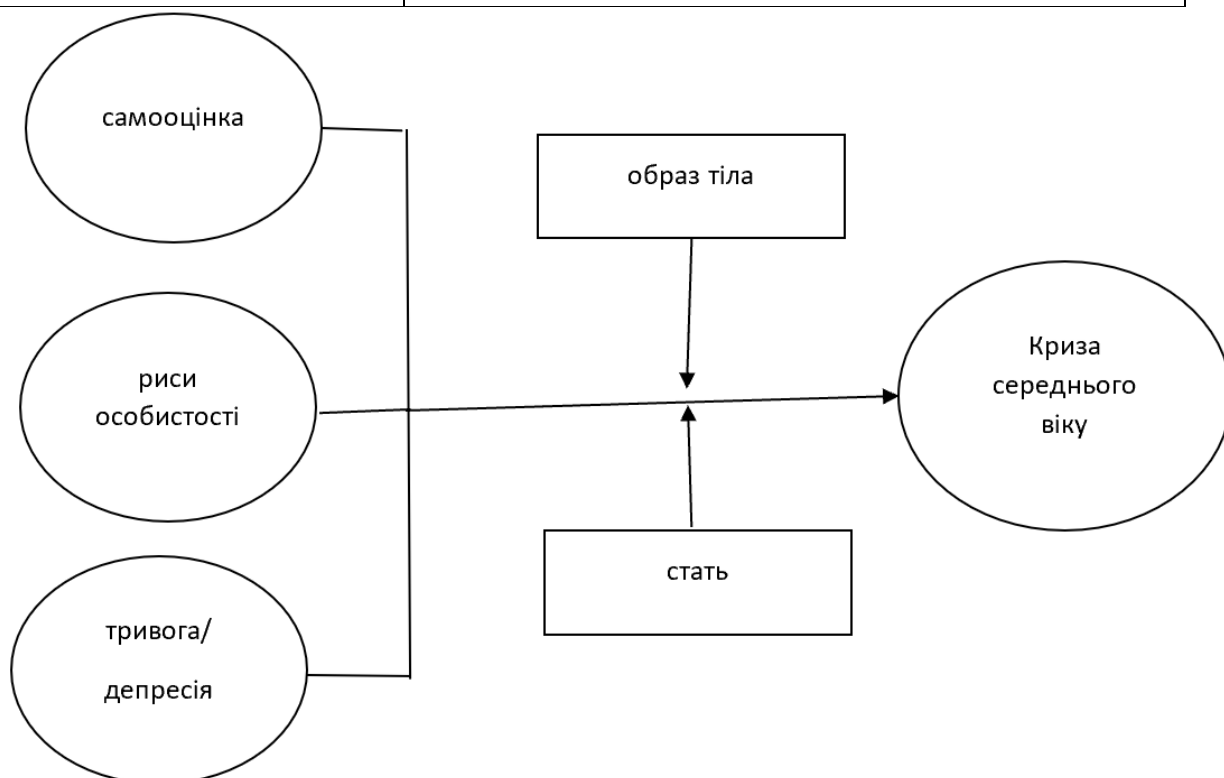 самооцінка
образ тіла
риси
особистості
Криза
середнього
віку
стать
тривога/
депресія